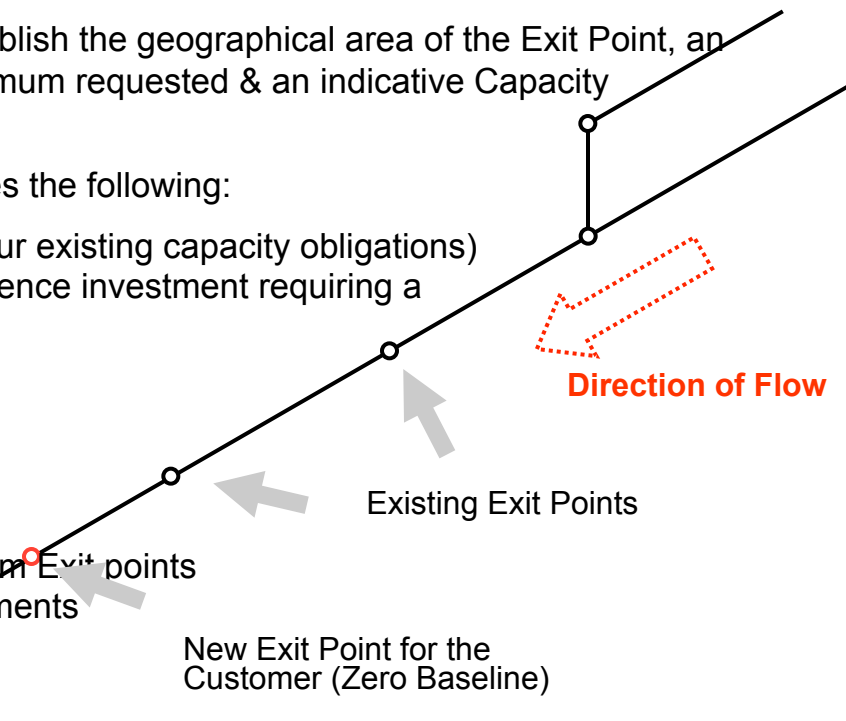 blish the geographical area of the Exit Point, an
mum requested & an indicative Capacity
es the following:
ur existing capacity obligations)
ence investment requiring a
Direction of Flow
Existing Exit Points
m Exit points
ments
New Exit Point for the
Customer (Zero Baseline)